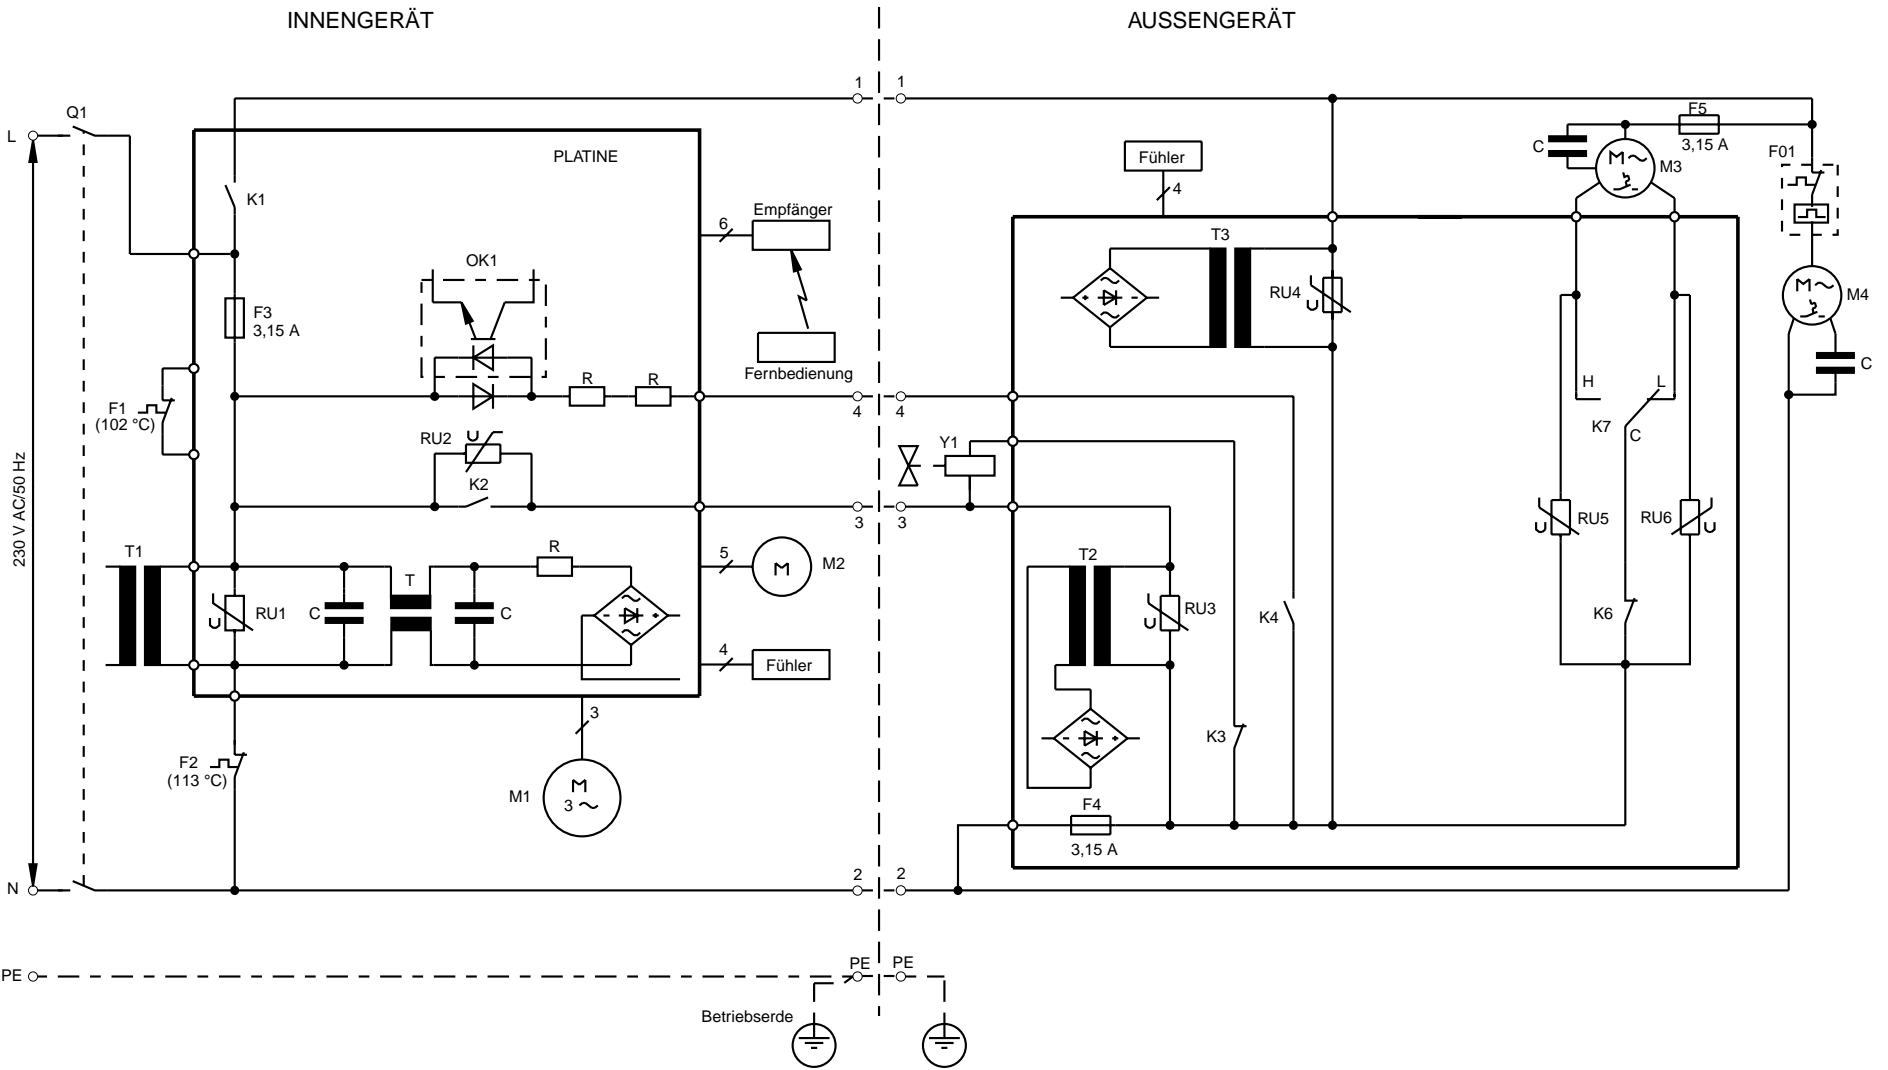 INNENGERÄT
AUSSENGERÄT
1
1
Q1
L
PLATINE
K1
F3
3,15 A
OK1
6
Empfänger
Fernbedienung
F1
(102 °C)
R
R
4
4
RU2
U
K2
3
3
230 V AC/50 Hz
T1
U
RU1
C
T
C
R
5
M
M2
4
Fühler
3
M1
M
3
F2
(113 °C)
N
2
2
PE
PE
PE
Betriebserde
Fühler
4
T3
RU4
U
Y1
T2
RU3
U
K3
K4
F4
3,15 A
F5
3,15 A
C
M
M3
F01
M
M4
C
H
L
K7
C
RU5
U
RU6
U
K6